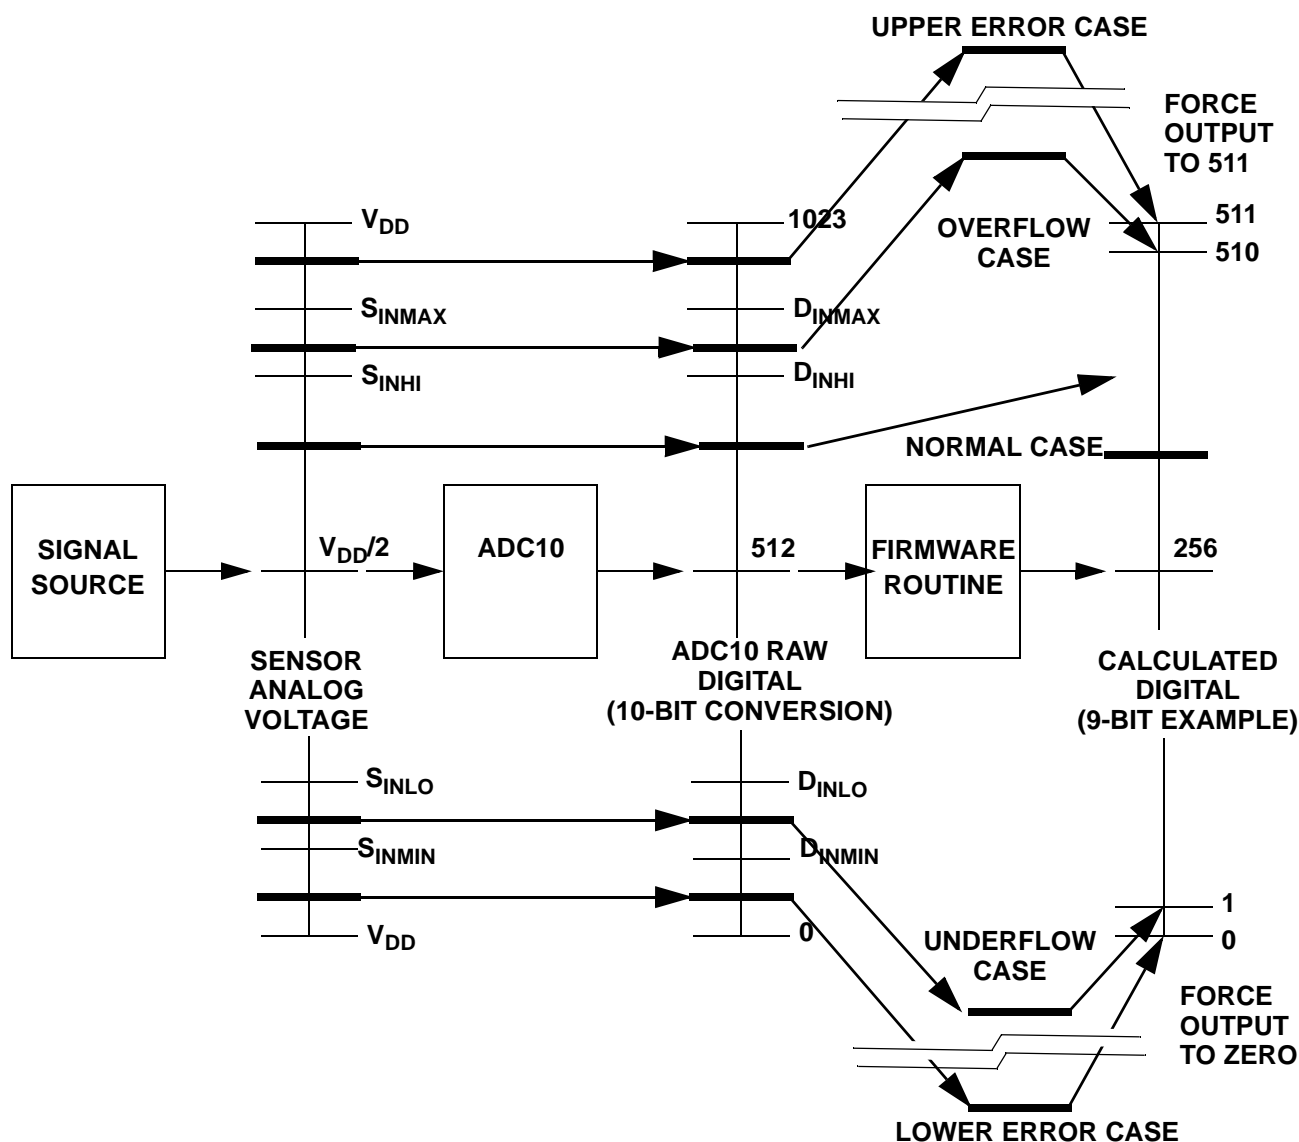 UPPER ERROR CASE
FORCE
OUTPUT
TO 511
VDD
1023
511
OVERFLOW
CASE
510
SINMAX
DINMAX
SINHI
DINHI
NORMAL CASE
SIGNAL
SOURCE
VDD/2
ADC10
512
FIRMWARE
ROUTINE
256
SENSOR
ANALOG
VOLTAGE
ADC10 RAW
DIGITAL
(10-BIT CONVERSION)
CALCULATED
DIGITAL
(9-BIT EXAMPLE)
SINLO
DINLO
SINMIN
DINMIN
VDD
0
UNDERFLOW
CASE
1
0
FORCE
OUTPUT
TO ZERO
LOWER ERROR CASE